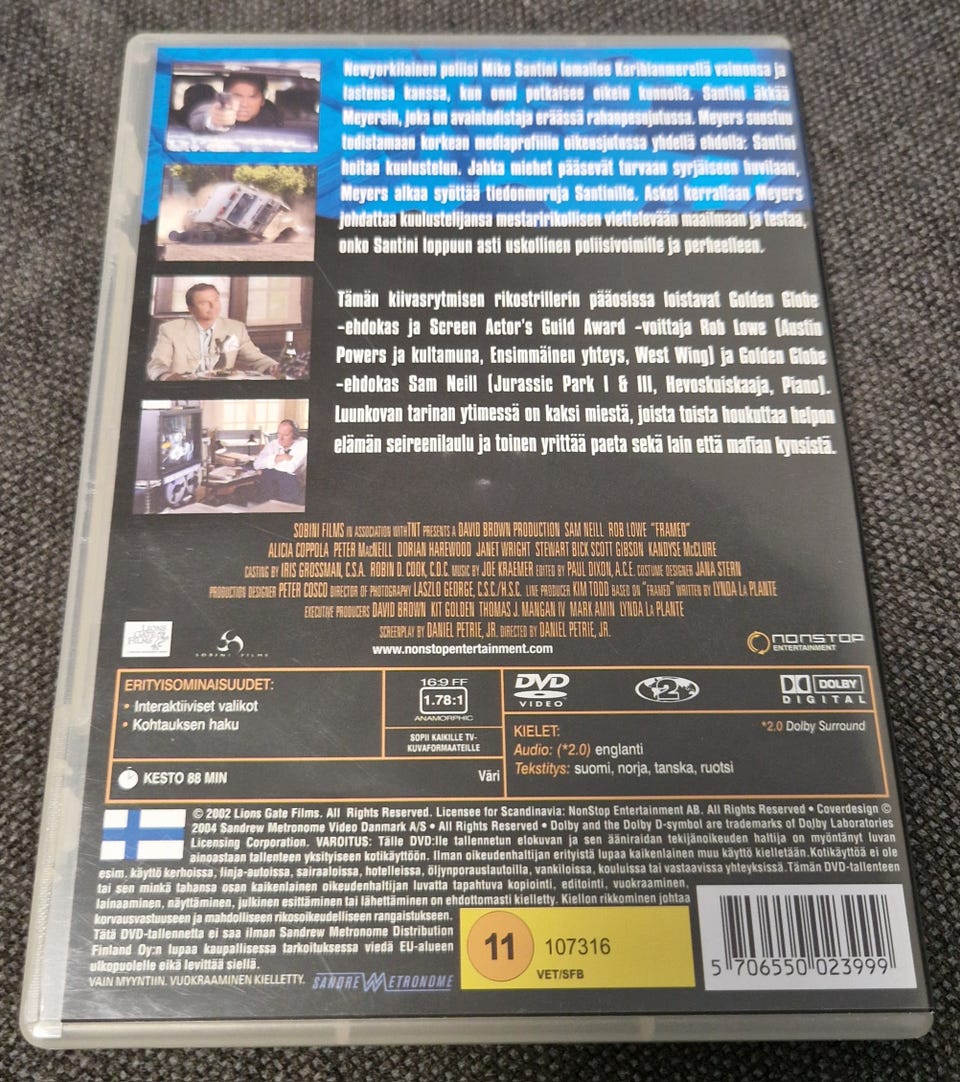 Newyorkilainen poliisi Mike Santini lomailee Karibianmerellä vaimonsa ja
lastensa kanssa, kun onni potkaisee oikein kunnolla. Santini äkkää
Meyersin, joka on avaintodistaja eräässä rahanpesujutussa. Meyers suostuu
todistamaan korkean mediaprofiilin oikeusjutussa yhdellä ehdolla: Santini
hoitaa kuulustelun. Jahka miehet pääsevät turvaan syrjäiseen huvilaan,
Meyers alkaa syöttää tiedonmuruja Santinille. Askel kerrallaan Meyers
johdattaa kuulustelijansa mestaririkollisen viettelevään maailmaan ja testaa,
onko Santini loppuun asti uskollinen poliisivoimille ja perheelleen.
Tämän kiivasrytmisen rikostrillerin pääosissa loistavat Golden Globe
-ehdokas ja Screen Actor's Guild Award -voittaja Rob Lowe (Austin
Powers ja kultamuna, Ensimmäinen yhteys, West Wing) ja Golden Globe
-ehdokas Sam Neill (Jurassic Park I & III, Hevoskuiskaaja, Piano).
Luunkovan tarinan ytimessä on kaksi miestä, joista toista houkuttaa helpon
elämän seireenilaulu ja toinen yrittää paeta sekä lain että mafian kynsistä.
SOBINI FILMS IN ASSOCIATION WITH TNT PRESENTS A DAVID BROWN PRODUCTION SAM NEILL ROB LOWE "FRAMED"
ALICIA COPPOLA PETER MACNEILL DORIAN HAREWOOD JANET WRIGHT STEWART BICK SCOTT GIBSON KANDYSE MCCLURE
CASTING BY IRIS GROSSMAN, C.S.A. ROBIN D. COOK, C.D.C. MUSIC BY JOE KRAEMER EDITED BY PAUL DIXON, A.C.E. COSTUME DESIGNER JANA STERN
PRODUCTION DESIGNER PETER COSCO DIRECTOR OF PHOTOGRAPHY LASZLO GEORGE, C.S.C./H.S.C. LINE PRODUCER KIM TODD BASED ON "FRAMED" WRITTEN BY LYNDA LA PLANTE
EXECUTIVE PRODUCERS DAVID BROWN KIT GOLDEN THOMAS J. MANGAN IV MARK AMIN LYNDA LA PLANTE
SCREENPLAY BY DANIEL PETRIE, JR. DIRECTED BY DANIEL PETRIE, JR.
LIONS GATE FILMS
SOBINI FILMS
www.nonstopentertainment.com
NONSTOP
ENTERTAINMENT
ERITYISOMINAISUUDET:
• Interaktiiviset valikot
• Kohtauksen haku
16:9 FF
1.78:1
ANAMORPHIC
SOPII KAIKILLE TV-
KUVAFORMAATEILLE
KESTO 88 MIN
Väri
DVD
VIDEO
2
DOLBY
DIGITAL
KIELET:
*2.0 Dolby Surround
Audio: (*2.0) englanti
Tekstitys: suomi, norja, tanska, ruotsi
© 2002 Lions Gate Films. All Rights Reserved. Licensee for Scandinavia: NonStop Entertainment AB. All Rights Reserved • Coverdesign ©
2004 Sandrew Metronome Video Danmark A/S • All Rights Reserved • Dolby and the Dolby D-symbol are trademarks of Dolby Laboratories
Licensing Corporation. VAROITUS: Tälle DVD:lle tallennetun elokuvan ja sen ääniraidan tekijänoikeuden haltija on myöntänyt luvan
ainoastaan tallenteen yksityiseen kotikäyttöön. Ilman oikeudenhaltijan erityistä lupaa kaikenlainen muu käyttö kielletään.Kotikäyttöä ei ole
esim. käyttö kerhoissa, linja-autoissa, sairaaloissa, hotelleissa, öljynporauslautoilla, vankiloissa, kouluissa tai vastaavissa yhteyksissä.Tämän DVD-tallenteen
tai sen minkä tahansa osan kaikenlainen oikeudenhaltijan luvatta tapahtuva kopiointi, editointi, vuokraaminen,
lainaaminen, näyttäminen, julkinen esittäminen tai lähettäminen on ehdottomasti kielletty. Kiellon rikkominen johtaa
korvausvastuuseen ja mahdolliseen rikosoikeudelliseen rangaistukseen.
Tätä DVD-tallennetta ei saa ilman Sandrew Metronome Distribution
Finland Oy:n lupaa kaupallisessa tarkoituksessa viedä EU-alueen
ulkopuolelle eikä levittää siellä.
VAIN MYYNTIIN. VUOKRAAMINEN KIELLETTY.
SANDREW METRONOME
11
107316
VET/SFB
5 706550 023999